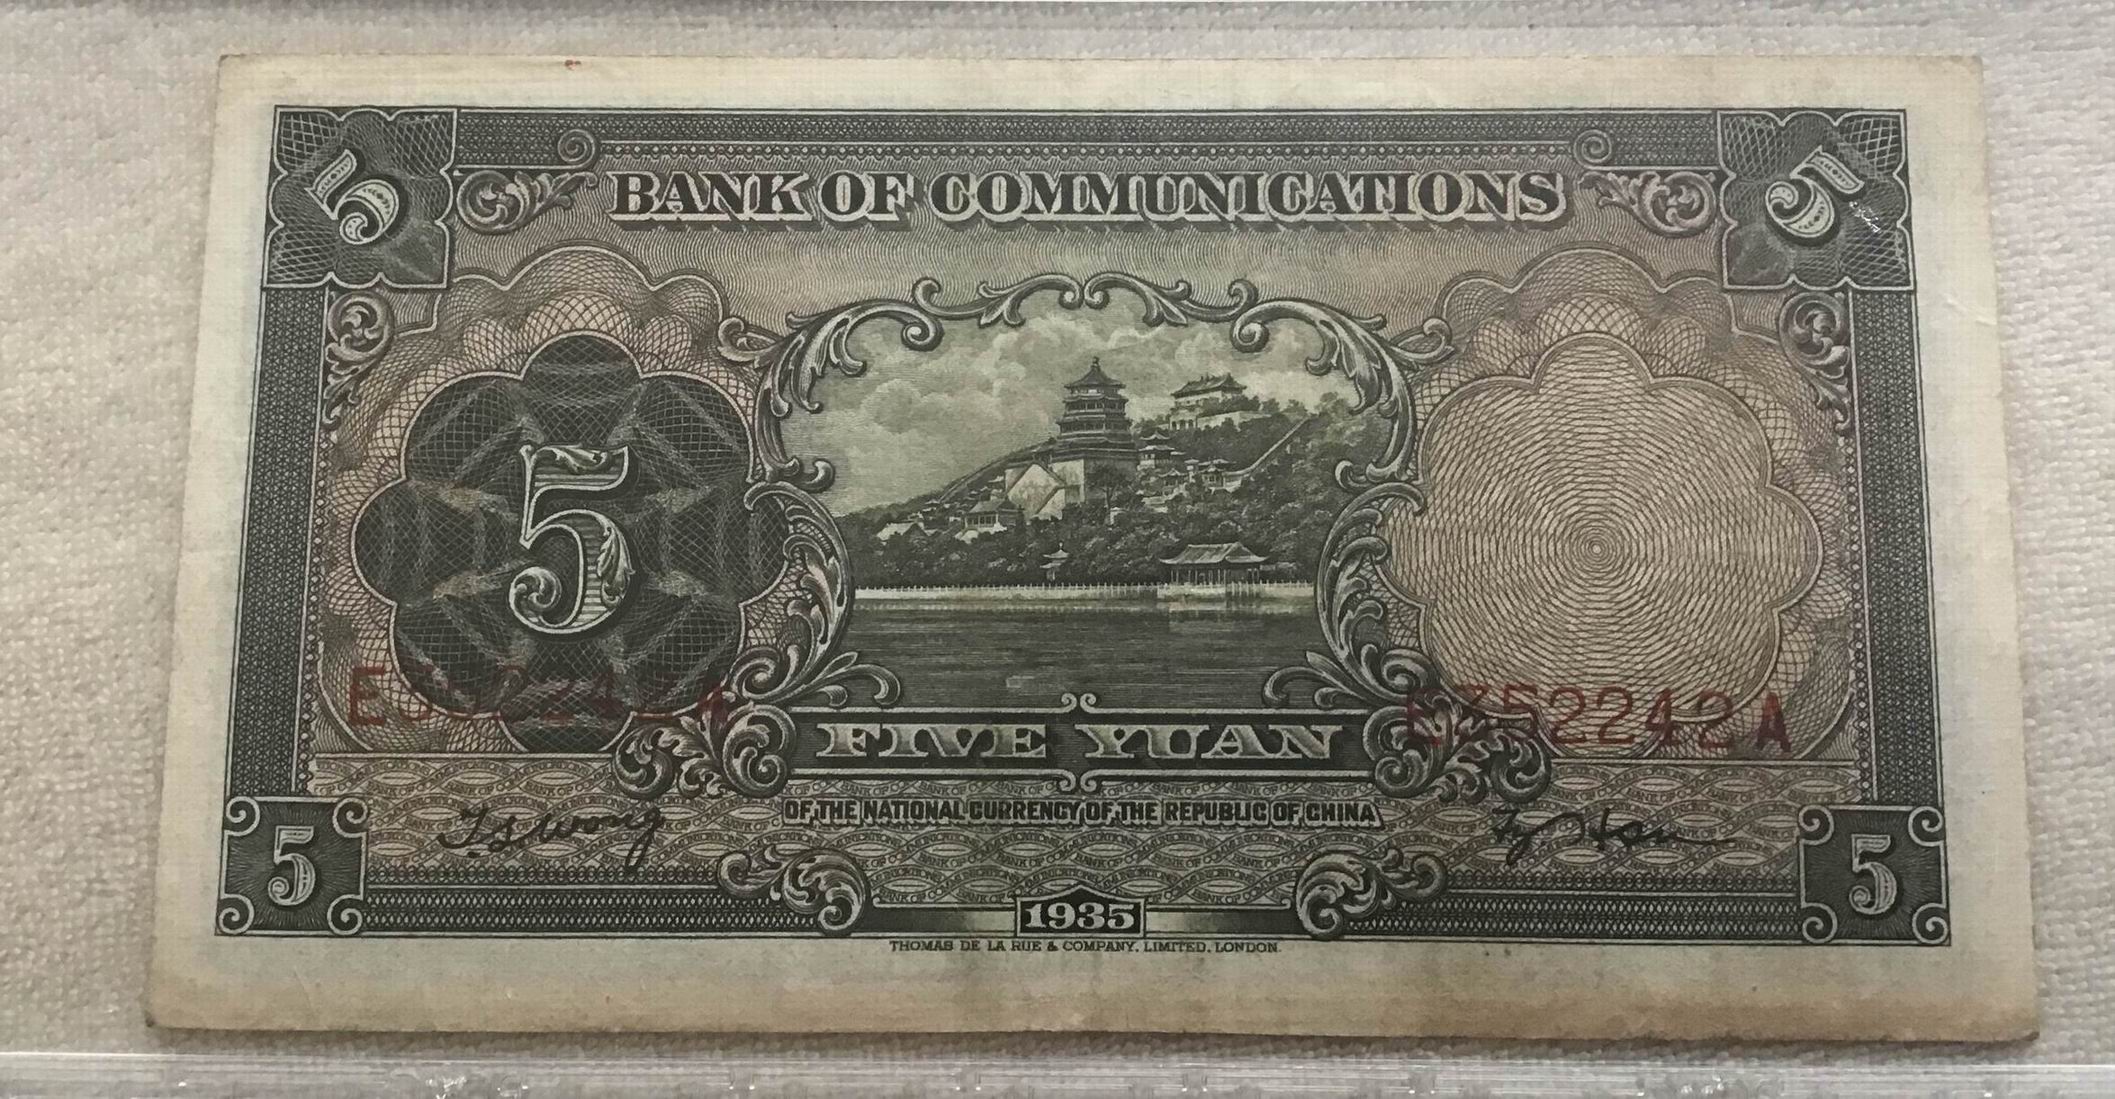 5
5
BANK OF COMMUNICATIONS
5
FIVE YUAN
OF THE NATIONAL CURRENCY OF THE REPUBLIC OF CHINA
T. S. Wong
5
5
1935
THOMAS DE LA RUE & COMPANY, LIMITED, LONDON.